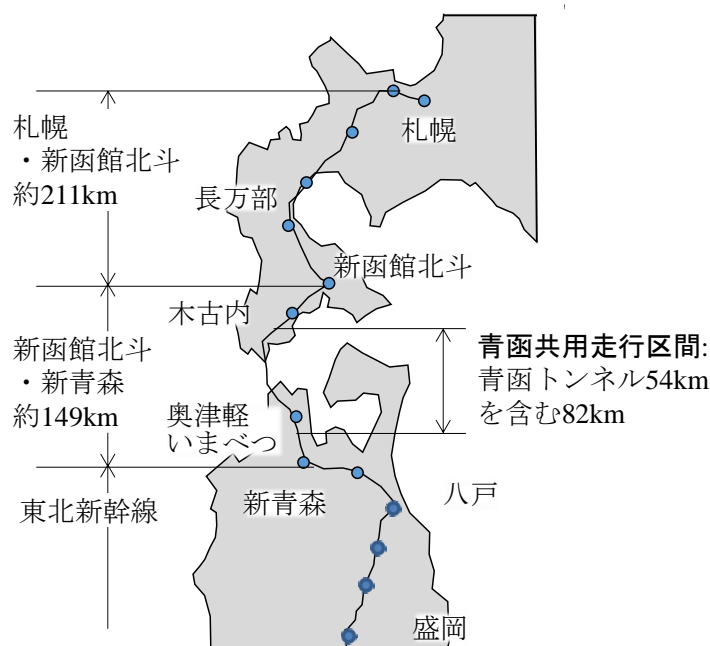 札幌
・新函館北斗
約211km
札幌
長万部
新函館北斗
木古内
新函館北斗
・新青森
約149km
青函共用走行区間:
青函トンネル54km
を含む82km
奥津軽
いまべつ
東北新幹線
新青森
八戸
盛岡